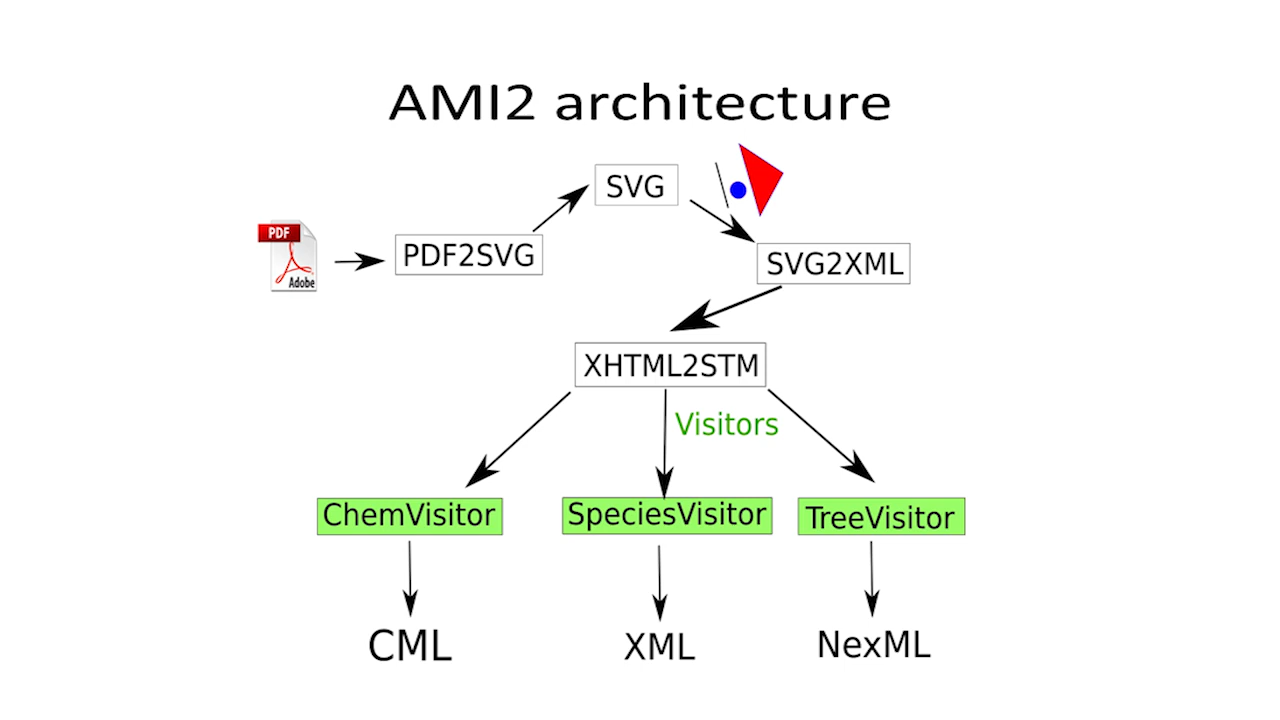 AMI2 architecture
SVG
PDF
Adobe
PDF2SVG
SVG2XML
XHTML2STM
Visitors
ChemVisitor
SpeciesVisitor
TreeVisitor
CML
XML
NexML